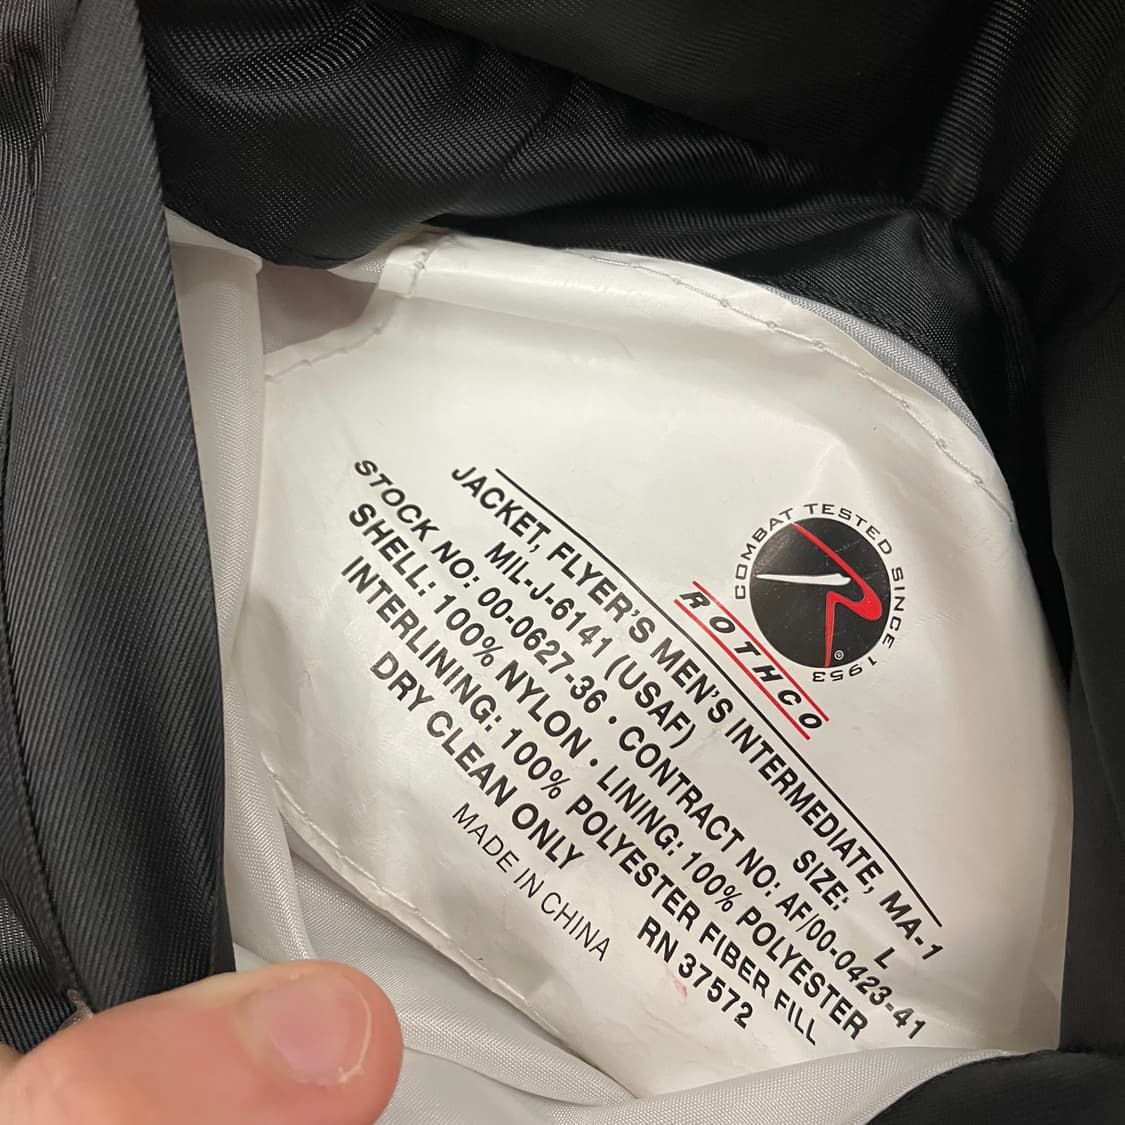 COMBAT TESTED SINCE 1953
®
ROTHCO
JACKET, FLYER'S MEN'S INTERMEDIATE, MA-1
MIL-J-6141 (USAF) SIZE: L
STOCK NO: 00-0627-36 • CONTRACT NO: AF/00-0423-41
SHELL: 100% NYLON • LINING: 100% POLYESTER
INTERLINING: 100% POLYESTER FIBER FILL
DRY CLEAN ONLY RN 37572
MADE IN CHINA